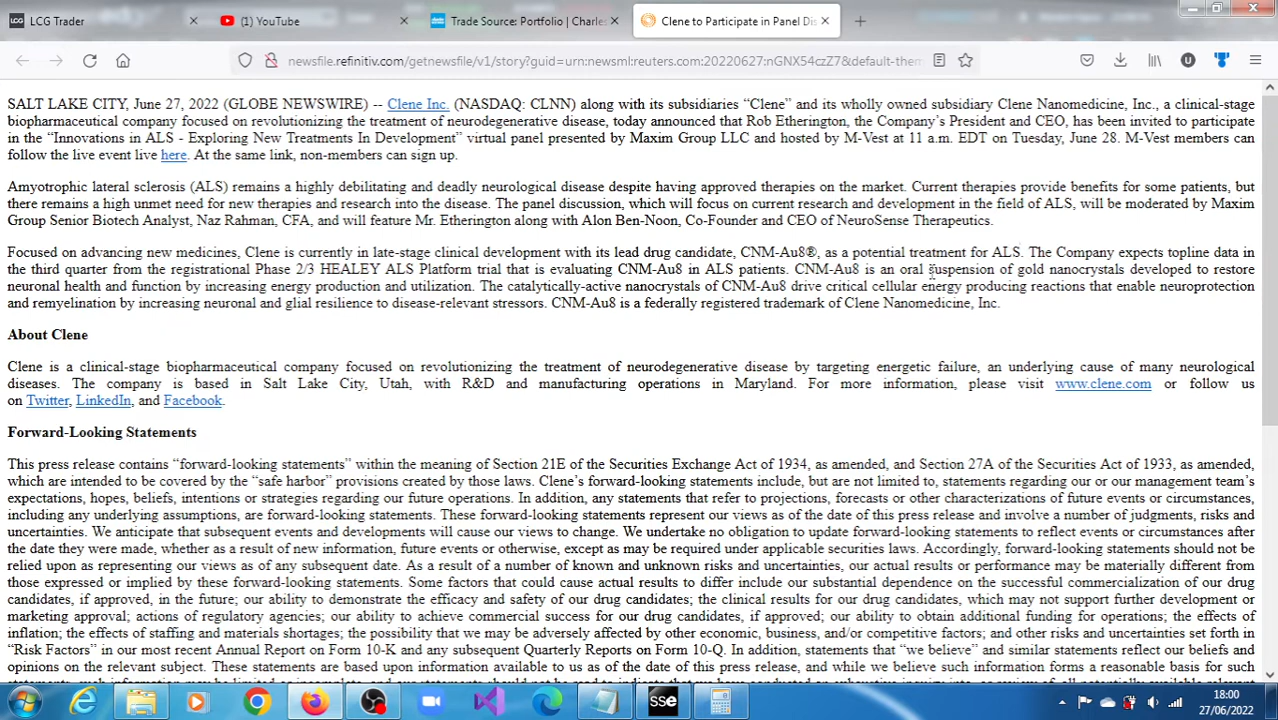 LCG Trader
YouTube
Trade Source: Portfolio | Charles
Clene to Participate in Panel Dis
newsfile.refinitiv.com/getnewsfile/v1/story?guid=urn:newsml:reuters.com:20220627:nGNX54czZ7&default-them
SALT LAKE CITY, June 27, 2022 (GLOBE NEWSWIRE) -- Clene Inc. (NASDAQ: CLNN) along with its subsidiaries “Clene” and its wholly owned subsidiary Clene Nanomedicine, Inc., a clinical-stage
biopharmaceutical company focused on revolutionizing the treatment of neurodegenerative disease, today announced that Rob Etherington, the Company’s President and CEO, has been invited to participate
in the “Innovations in ALS - Exploring New Treatments In Development” virtual panel presented by Maxim Group LLC and hosted by M-Vest at 11 a.m. EDT on Tuesday, June 28. M-Vest members can
follow the live event live here. At the same link, non-members can sign up.
Amyotrophic lateral sclerosis (ALS) remains a highly debilitating and deadly neurological disease despite having approved therapies on the market. Current therapies provide benefits for some patients, but
there remains a high unmet need for new therapies and research into the disease. The panel discussion, which will focus on current research and development in the field of ALS, will be moderated by Maxim
Group Senior Biotech Analyst, Naz Rahman, CFA, and will feature Mr. Etherington along with Alon Ben-Noon, Co-Founder and CEO of NeuroSense Therapeutics.
Focused on advancing new medicines, Clene is currently in late-stage clinical development with its lead drug candidate, CNM-Au8®, as a potential treatment for ALS. The Company expects topline data in
the third quarter from the registrational Phase 2/3 HEALEY ALS Platform trial that is evaluating CNM-Au8 in ALS patients. CNM-Au8 is an oral suspension of gold nanocrystals developed to restore
neuronal health and function by increasing energy production and utilization. The catalytically-active nanocrystals of CNM-Au8 drive critical cellular energy producing reactions that enable neuroprotection
and remyelination by increasing neuronal and glial resilience to disease-relevant stressors. CNM-Au8 is a federally registered trademark of Clene Nanomedicine, Inc.
About Clene
Clene is a clinical-stage biopharmaceutical company focused on revolutionizing the treatment of neurodegenerative disease by targeting energetic failure, an underlying cause of many neurological
diseases. The company is based in Salt Lake City, Utah, with R&D and manufacturing operations in Maryland. For more information, please visit www.clene.com or follow us
on Twitter, LinkedIn, and Facebook.
Forward-Looking Statements
This press release contains “forward-looking statements” within the meaning of Section 21E of the Securities Exchange Act of 1934, as amended, and Section 27A of the Securities Act of 1933, as amended,
which are intended to be covered by the “safe harbor” provisions created by those laws. Clene’s forward-looking statements include, but are not limited to, statements regarding our or our management team’s
expectations, hopes, beliefs, intentions or strategies regarding our future operations. In addition, any statements that refer to projections, forecasts or other characterizations of future events or circumstances,
including any underlying assumptions, are forward-looking statements. These forward-looking statements represent our views as of the date of this press release and involve a number of judgments, risks and
uncertainties. We anticipate that subsequent events and developments will cause our views to change. We undertake no obligation to update forward-looking statements to reflect events or circumstances after
the date they were made, whether as a result of new information, future events or otherwise, except as may be required under applicable securities laws. Accordingly, forward-looking statements should not be
relied upon as representing our views as of any subsequent date. As a result of a number of known and unknown risks and uncertainties, our actual results or performance may be materially different from
those expressed or implied by these forward-looking statements. Some factors that could cause actual results to differ include our substantial dependence on the successful commercialization of our drug
candidates, if approved, in the future; our ability to demonstrate the efficacy and safety of our drug candidates; the clinical results for our drug candidates, which may not support further development or
marketing approval; actions of regulatory agencies; our ability to achieve commercial success for our drug candidates, if approved; our ability to obtain additional funding for operations; the effects of
inflation; the effects of staffing and materials shortages; the possibility that we may be adversely affected by other economic, business, and/or competitive factors; and other risks and uncertainties set forth in
“Risk Factors” in our most recent Annual Report on Form 10-K and any subsequent Quarterly Reports on Form 10-Q. In addition, statements that “we believe” and similar statements reflect our beliefs and
opinions on the relevant subject. These statements are based upon information available to us as of the date of this press release, and while we believe such information forms a reasonable basis for such
SSE
18:00
27/06/2022